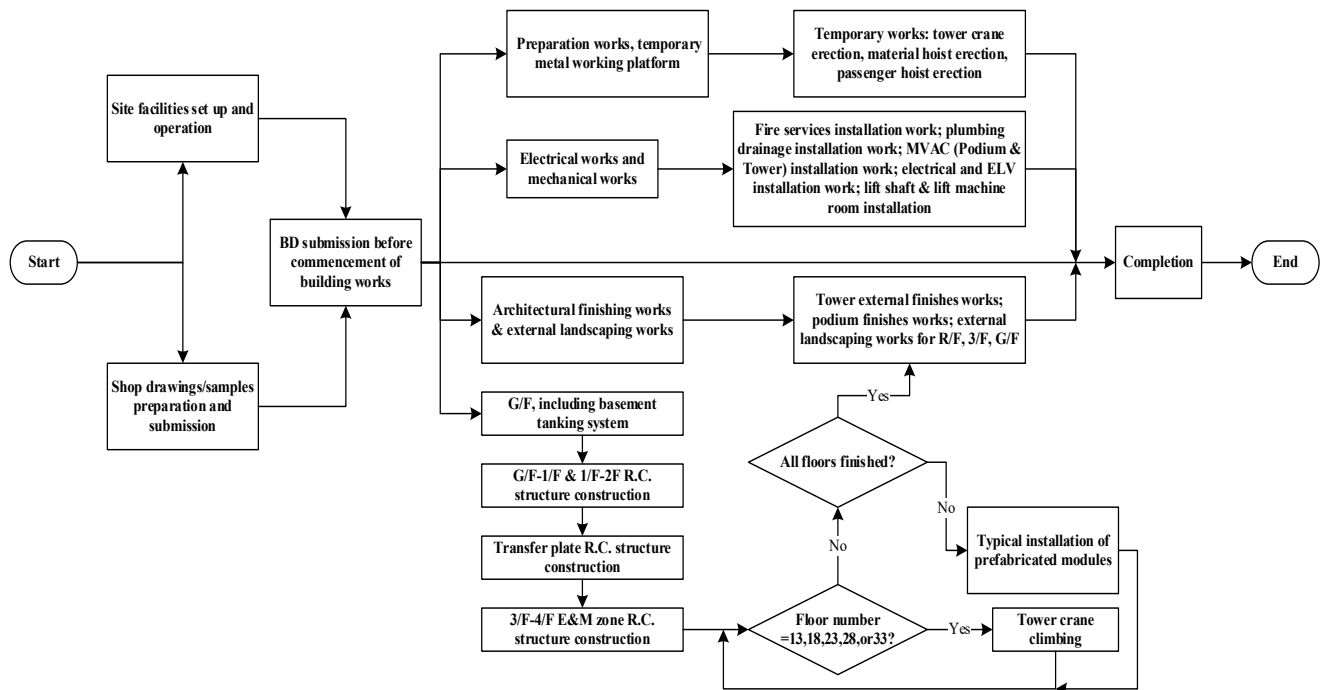 Start
Site facilities set up and
operation
Shop drawings/samples
preparation and
submission
BD submission before
commencement of
building works
Preparation works, temporary
metal working platform
Temporary works: tower crane
erection, material hoist erection,
passenger hoist erection
Electrical works and
mechanical works
Fire services installation work; plumbing
drainage installation work; MVAC (Podium &
Tower) installation work; electrical and ELV
installation work; lift shaft & lift machine
room installation
Architectural finishing works
& external landscaping works
Tower external finishes works;
podium finishes works; external
landscaping works for R/F, 3/F, G/F
Completion
End
G/F, including basement
tanking system
G/F-1/F & 1/F-2F R.C.
structure construction
Transfer plate R.C. structure
construction
3/F-4/F E&M zone R.C.
structure construction
Floor number
=13,18,23,28,or33?
Yes
Tower crane
climbing
No
All floors finished?
Yes
No
Typical installation of
prefabricated modules